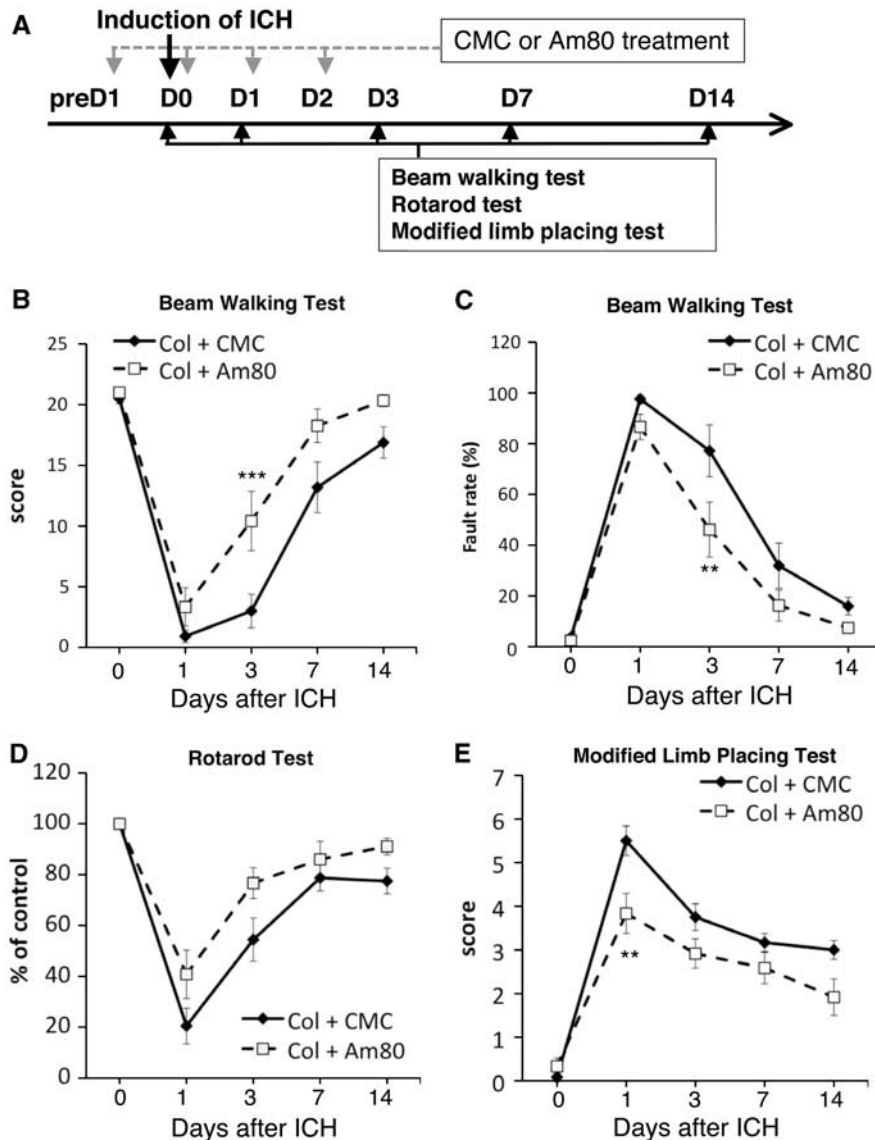 A
Induction of ICH
CMC or Am80 treatment
preD1 D0 D1 D2 D3 D7 D14
Beam walking test
Rotarod test
Modified limb placing test
B
Beam Walking Test
25
20
15
10
5
0
score
Col + CMC
Col + Am80
***
0 1 3 7 14
Days after ICH
C
Beam Walking Test
120
100
80
60
40
20
0
Fault rate (%)
Col + CMC
Col + Am80
**
0 1 3 7 14
Days after ICH
D
Rotarod Test
120
100
80
60
40
20
0
% of control
Col + CMC
Col + Am80
0 1 3 7 14
Days after ICH
E
Modified Limb Placing Test
7
6
5
4
3
2
1
0
score
Col + CMC
Col + Am80
**
0 1 3 7 14
Days after ICH